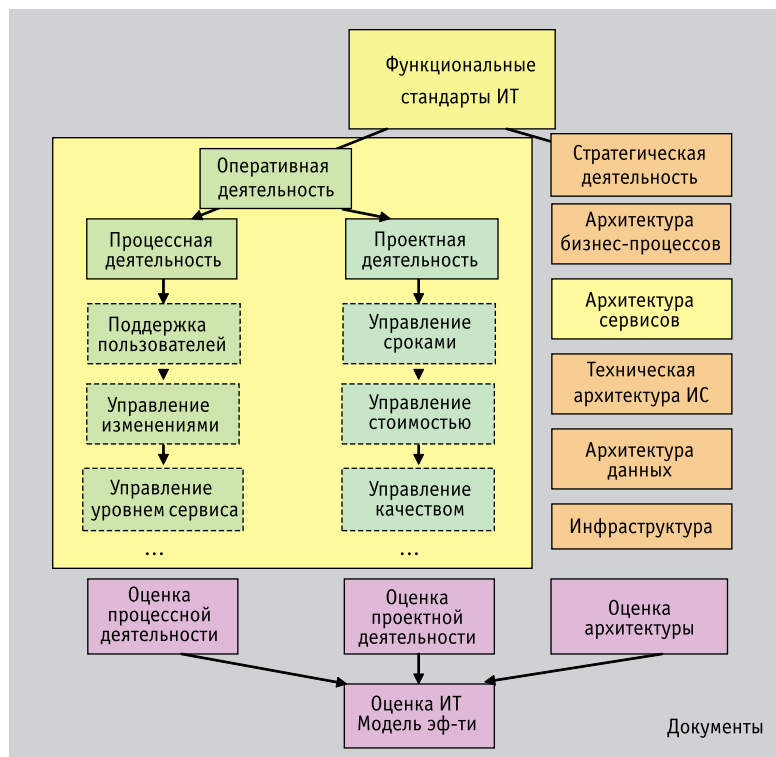 Функциональные
стандарты ИТ
Оперативная
деятельность
Стратегическая
деятельность
Процессная
деятельность
Проектная
деятельность
Архитектура
бизнес-процессов
Поддержка
пользователей
Управление
сроками
Архитектура
сервисов
Управление
изменениями
Управление
стоимостью
Техническая
архитектура ИС
Управление
уровнем сервиса
Управление
качеством
Архитектура
данных
Инфраструктура
...
...
Оценка
процессной
деятельности
Оценка
проектной
деятельности
Оценка
архитектуры
Оценка ИТ
Модель эф-ти
Документы